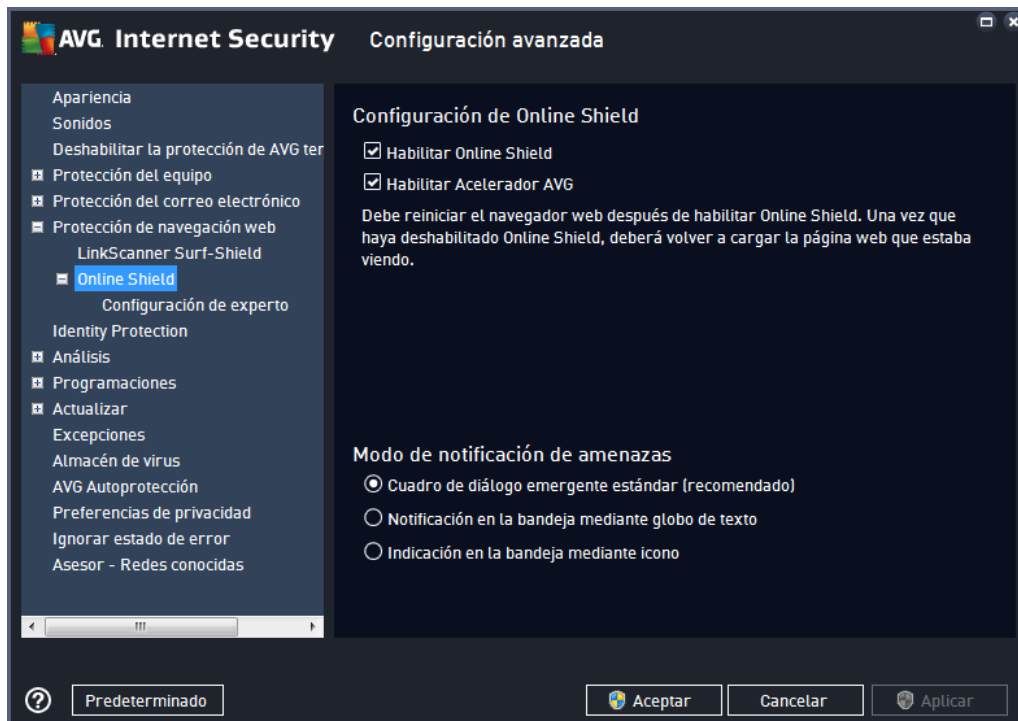 AVG. Internet Security Configuración avanzada
Apariencia
Sonidos
Deshabilitar la protección de AVG ter
Protección del equipo
Protección del correo electrónico
Protección de navegación web
LinkScanner Surf-Shield
Online Shield
Configuración de experto
Identity Protection
Análisis
Programaciones
Actualizar
Excepciones
Almacén de virus
AVG Autoprotección
Preferencias de privacidad
Ignorar estado de error
Asesor - Redes conocidas
Configuración de Online Shield
Habilitar Online Shield
Habilitar Acelerador AVG
Debe reiniciar el navegador web después de habilitar Online Shield. Una vez que
haya deshabilitado Online Shield, deberá volver a cargar la página web que estaba
viendo.
Modo de notificación de amenazas
Cuadro de diálogo emergente estándar (recomendado)
Notificación en la bandeja mediante globo de texto
Indicación en la bandeja mediante icono
Predeterminado
Aceptar
Cancelar
Aplicar